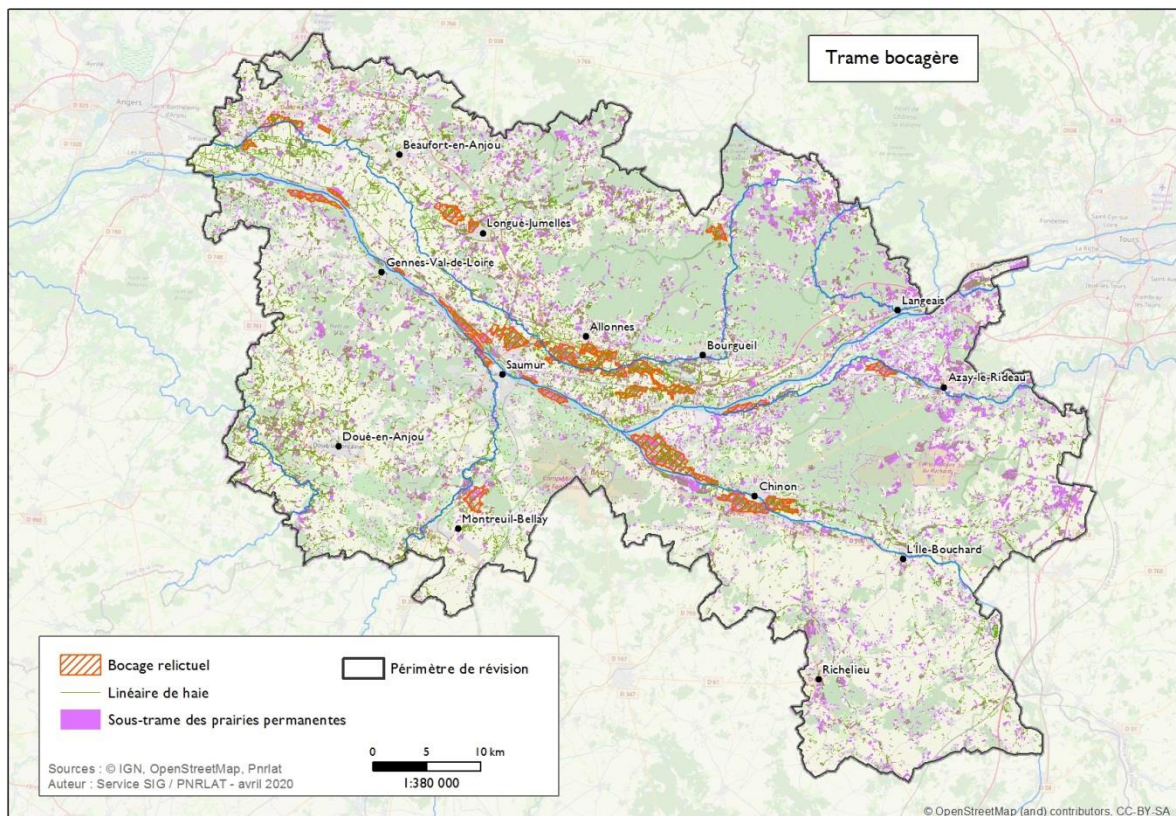 Trame bocagère
Angers
Beaufort-en-Anjou
Longué-Jumelles
Gennes-Val-de-Loire
Tours
Langeais
Allonnes
Bourgueil
Saumur
Azay-le-Rideau
Doué-en-Anjou
Chinon
Montreuil-Bellay
L'Île-Bouchard
Richelieu
Bocage relictuel
Périmètre de révision
Linéaire de haie
Sous-trame des prairies permanentes
0 5 10 km
1:380 000
Sources : © IGN, OpenStreetMap, Pnrlat
Auteur : Service SIG / PNRLAT - avril 2020
© OpenStreetMap (and) contributors, CC-BY-SA